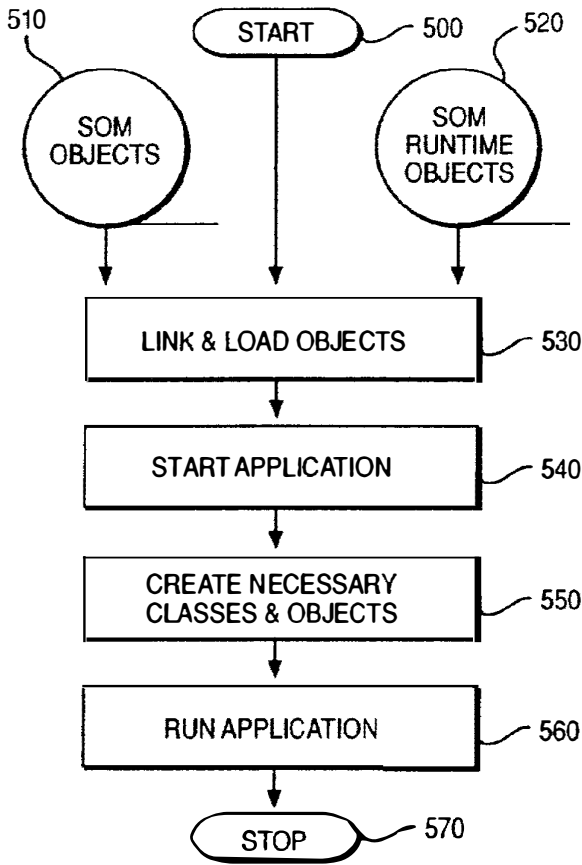 510
START
500
520
SOM
OBJECTS
SOM
RUNTIME
OBJECTS
LINK & LOAD OBJECTS
530
START APPLICATION
540
CREATE NECESSARY
CLASSES & OBJECTS
550
RUN APPLICATION
560
STOP
570